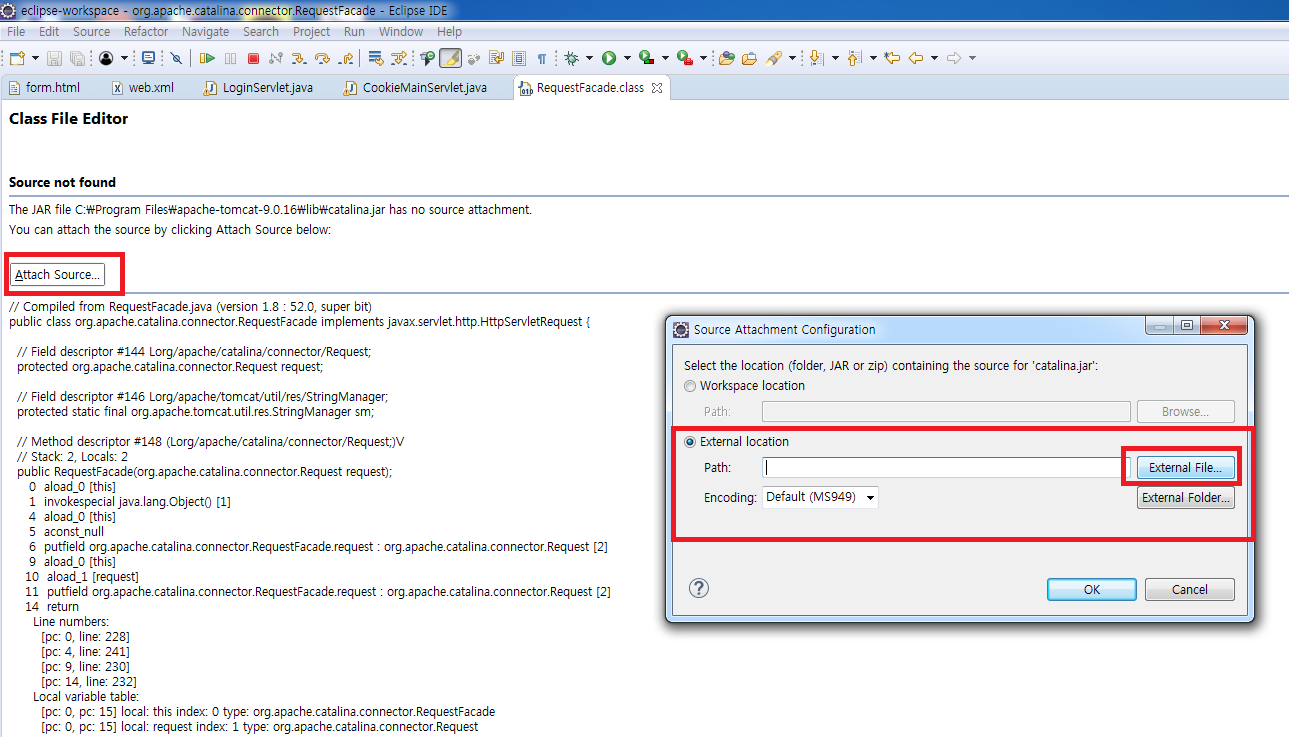 eclipse-workspace - org.apache.catalina.connector.RequestFacade - Eclipse IDE
File Edit Source Refactor Navigate Search Project Run Window Help
form.html web.xml LoginServlet.java CookieMainServlet.java RequestFacade.class
Class File Editor
Source not found
The JAR file C:₩Program Files₩apache-tomcat-9.0.16₩lib₩catalina.jar has no source attachment.
You can attach the source by clicking Attach Source below:
Attach Source...
// Compiled from RequestFacade.java (version 1.8 : 52.0, super bit)
public class org.apache.catalina.connector.RequestFacade implements javax.servlet.http.HttpServletRequest {
// Field descriptor #144 Lorg/apache/catalina/connector/Request;
protected org.apache.catalina.connector.Request request;
// Field descriptor #146 Lorg/apache/tomcat/util/res/StringManager;
protected static final org.apache.tomcat.util.res.StringManager sm;
// Method descriptor #148 (Lorg/apache/catalina/connector/Request;)V
// Stack: 2, Locals: 2
public RequestFacade(org.apache.catalina.connector.Request request);
0 aload_0 [this]
1 invokespecial java.lang.Object() [1]
4 aload_0 [this]
5 aconst_null
6 putfield org.apache.catalina.connector.RequestFacade.request : org.apache.catalina.connector.Request [2]
9 aload_0 [this]
10 aload_1 [request]
11 putfield org.apache.catalina.connector.RequestFacade.request : org.apache.catalina.connector.Request [2]
14 return
Line numbers:
[pc: 0, line: 228]
[pc: 4, line: 241]
[pc: 9, line: 230]
[pc: 14, line: 232]
Local variable table:
[pc: 0, pc: 15] local: this index: 0 type: org.apache.catalina.connector.RequestFacade
[pc: 0, pc: 15] local: request index: 1 type: org.apache.catalina.connector.Request
Source Attachment Configuration
Select the location (folder, JAR or zip) containing the source for 'catalina.jar':
Workspace location
Path: Browse...
External location
Path: External File...
Encoding: Default (MS949) External Folder...
OK Cancel